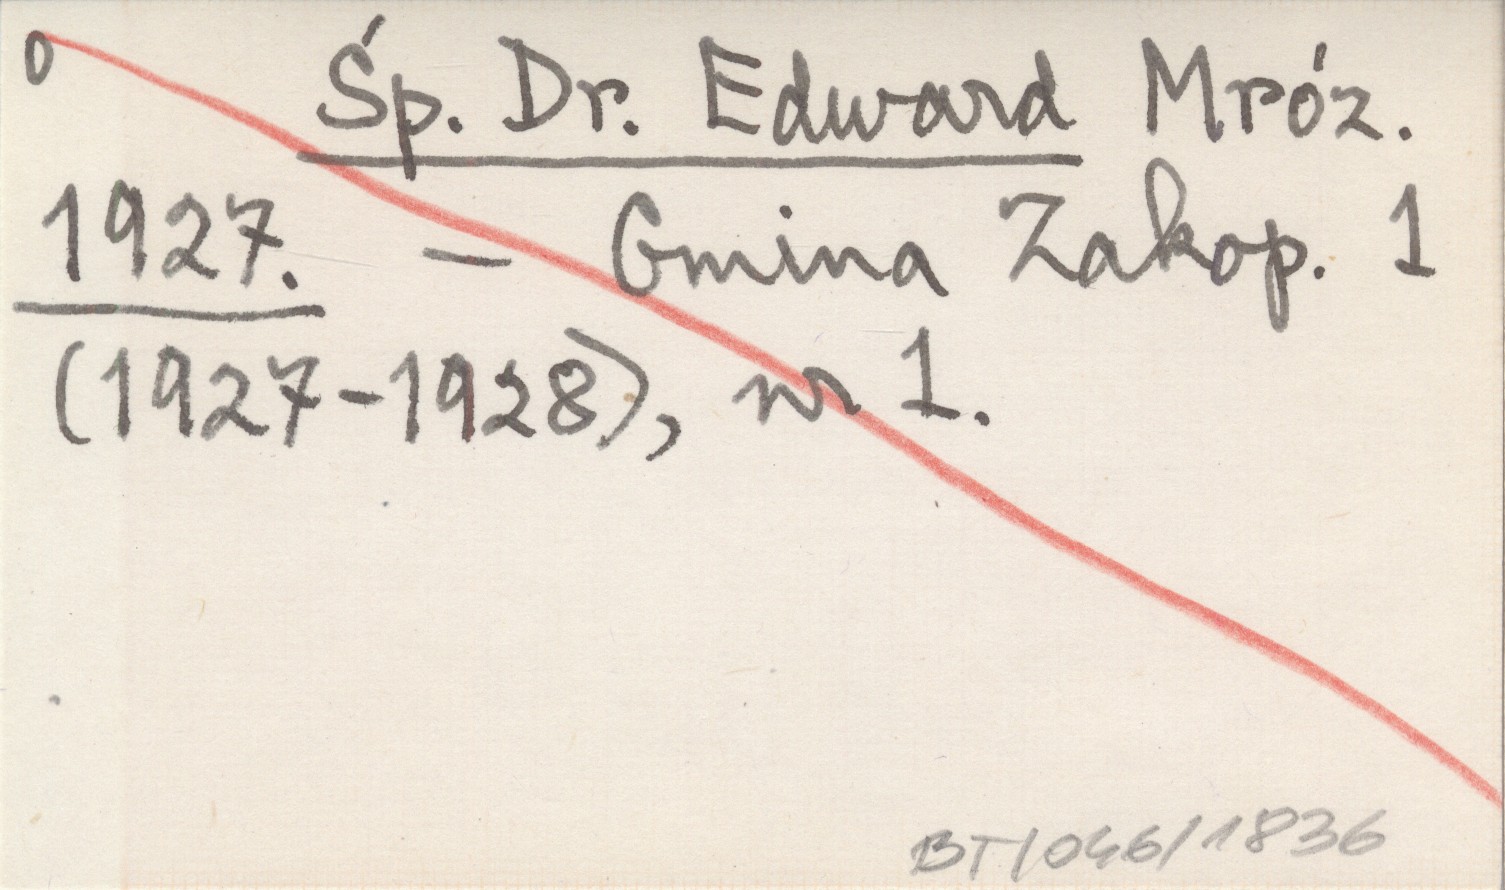 0 Śp. Dr. Edward Mróz.
1927. – Gmina Zakop. 1
(1927-1928), nr 1.
BT/046/1836